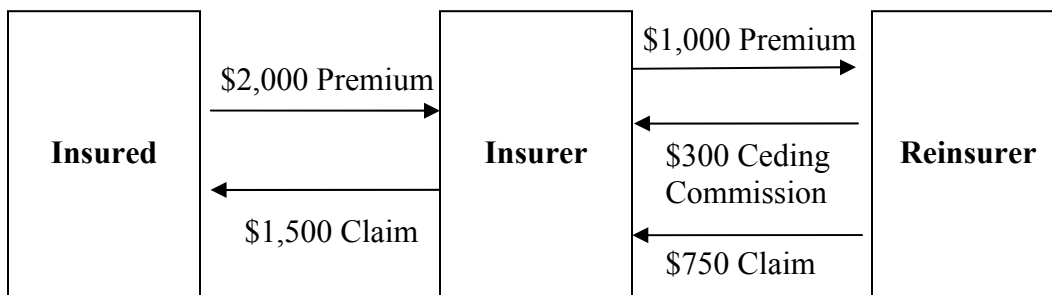 Insured
$2,000 Premium
$1,500 Claim
Insurer
$1,000 Premium
$300 Ceding
Commission
$750 Claim
Reinsurer